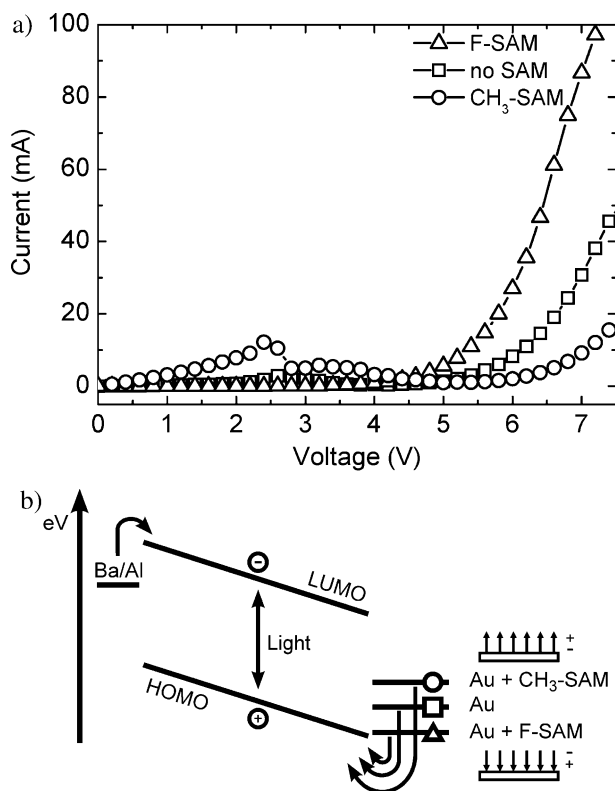 a)
100
80
60
40
20
0
Current (mA)
F-SAM
no SAM
CH₃-SAM
0 1 2 3 4 5 6 7
Voltage (V)
b)
eV
Ba/Al
−
LUMO
Light
HOMO
+
Au + CH₃-SAM
Au
Au + F-SAM
+
−
−
+